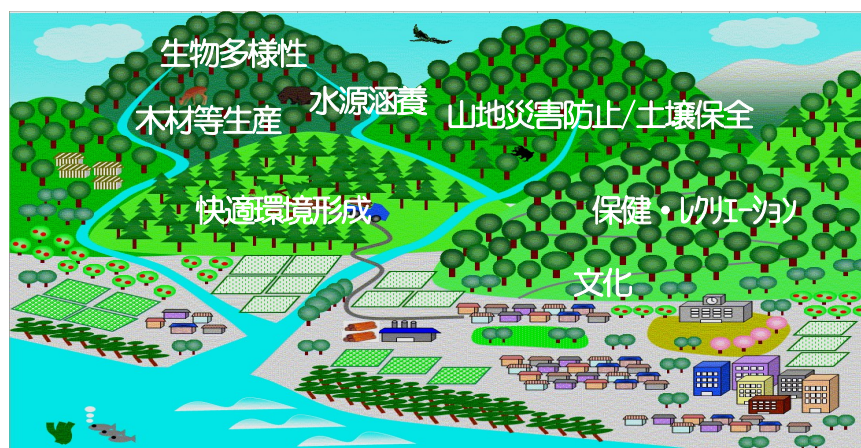 生物多様性
木材等生産
水源涵養
山地災害防止/土壌保全
快適環境形成
保健・ﾚｸﾘｴｰｼｮﾝ
文化